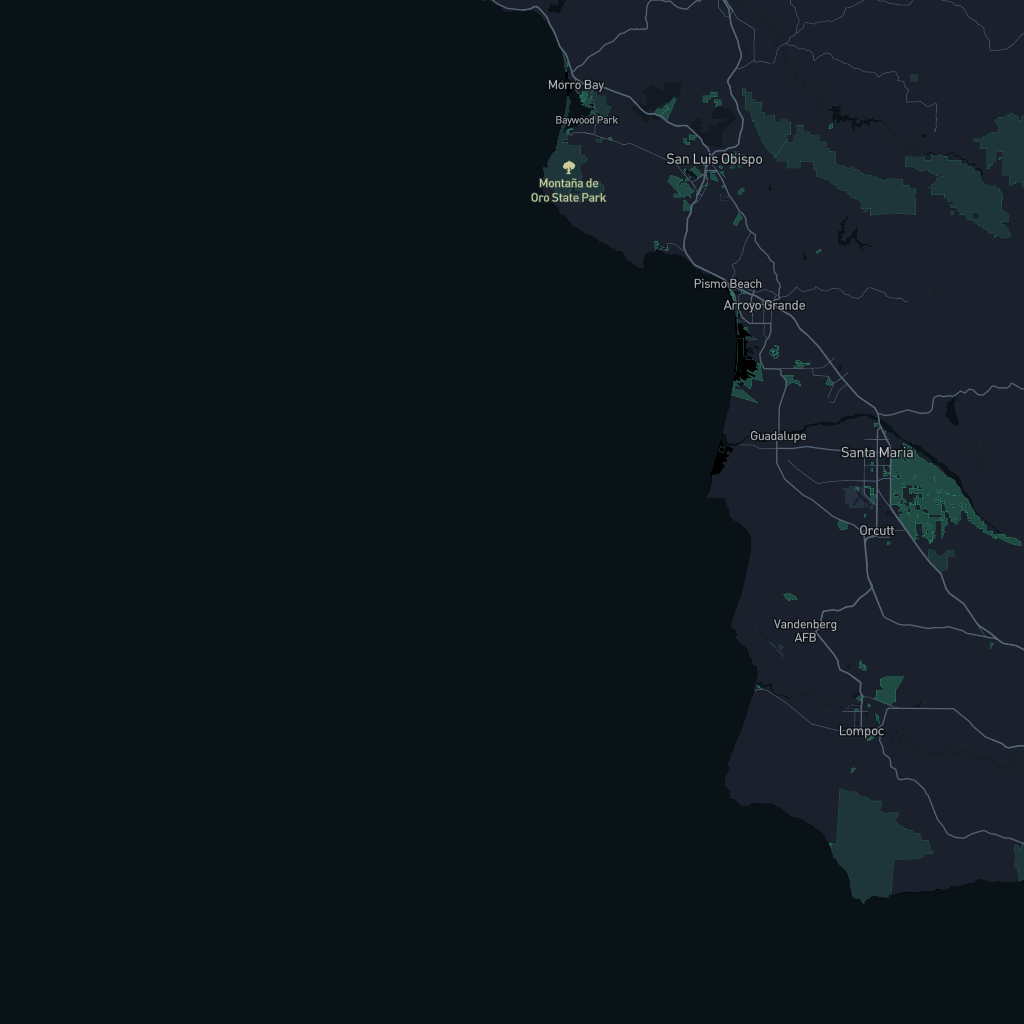 Morro Bay
Baywood Park
San Luis Obispo
Montaña de
Oro State Park
Pismo Beach
Arroyo Grande
Guadalupe
Santa Maria
Orcutt
Vandenberg
AFB
Lompoc